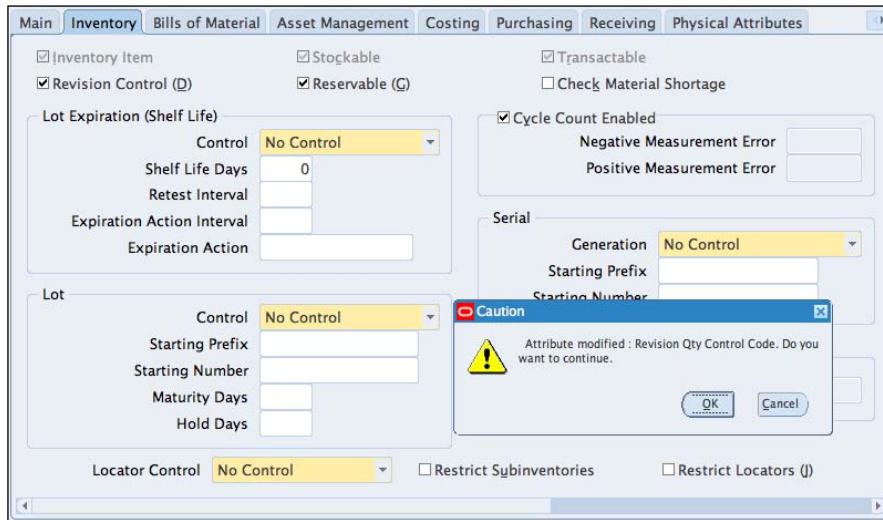 Main Inventory Bills of Material Asset Management Costing Purchasing Receiving Physical Attributes
Inventory Item Stockable Transactable
Revision Control (D) Reservable (G) Check Material Shortage
Lot Expiration (Shelf Life)
Control No Control
Shelf Life Days 0
Retest Interval
Expiration Action Interval
Expiration Action
Cycle Count Enabled
Negative Measurement Error
Positive Measurement Error
Serial
Generation No Control
Starting Prefix
Starting Number
Lot
Control No Control
Starting Prefix
Starting Number
Maturity Days
Hold Days
Caution
Attribute modified : Revision Qty Control Code. Do you
want to continue.
OK Cancel
Locator Control No Control Restrict Subinventories Restrict Locators (J)